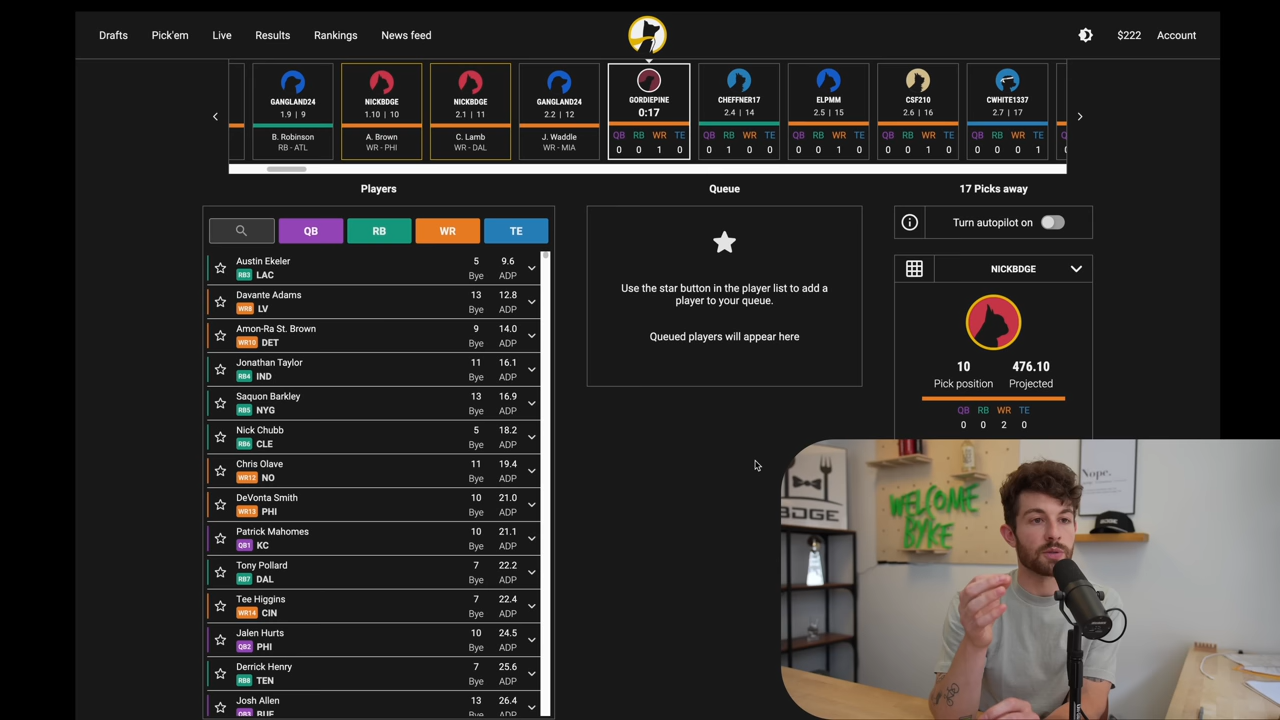 Drafts
Pick'em
Live
Results
Rankings
News feed
$222
Account
GANGLAND24
1.9 | 9
B. Robinson
RB - ATL
NICKBDGE
1.10 | 10
A. Brown
WR - PHI
NICKBDGE
2.1 | 11
C. Lamb
WR - DAL
GANGLAND24
2.2 | 12
J. Waddle
WR - MIA
GORDIEPINE
0:17
QB RB WR TE
0 0 1 0
CHEFFNER17
2.4 | 14
QB RB WR TE
0 1 0 0
ELPMM
2.5 | 15
QB RB WR TE
0 0 1 0
CSF210
2.6 | 16
QB RB WR TE
0 0 1 0
CWHITE1337
2.7 | 17
QB RB WR TE
0 0 0 1
Players
Queue
17 Picks away
QB
RB
WR
TE
Austin Ekeler 5 9.6
RB3 LAC Bye ADP
Davante Adams 13 12.8
WR8 LV Bye ADP
Amon-Ra St. Brown 9 14.0
WR10 DET Bye ADP
Jonathan Taylor 11 16.1
RB4 IND Bye ADP
Saquon Barkley 13 16.9
RB5 NYG Bye ADP
Nick Chubb 5 18.2
RB6 CLE Bye ADP
Chris Olave 11 19.4
WR12 NO Bye ADP
DeVonta Smith 10 21.0
WR13 PHI Bye ADP
Patrick Mahomes 10 21.1
QB1 KC Bye ADP
Tony Pollard 7 22.2
RB7 DAL Bye ADP
Tee Higgins 7 22.4
WR14 CIN Bye ADP
Jalen Hurts 10 24.5
QB2 PHI Bye ADP
Derrick Henry 7 25.6
RB8 TEN Bye ADP
Josh Allen 13 26.4
QB3 BUF Bye ADP
Use the star button in the player list to add a
player to your queue.
Queued players will appear here
Turn autopilot on
NICKBDGE
10 476.10
Pick position Projected
QB RB WR TE
0 0 2 0
BDGE
WELCOME
BYKE
Nope.